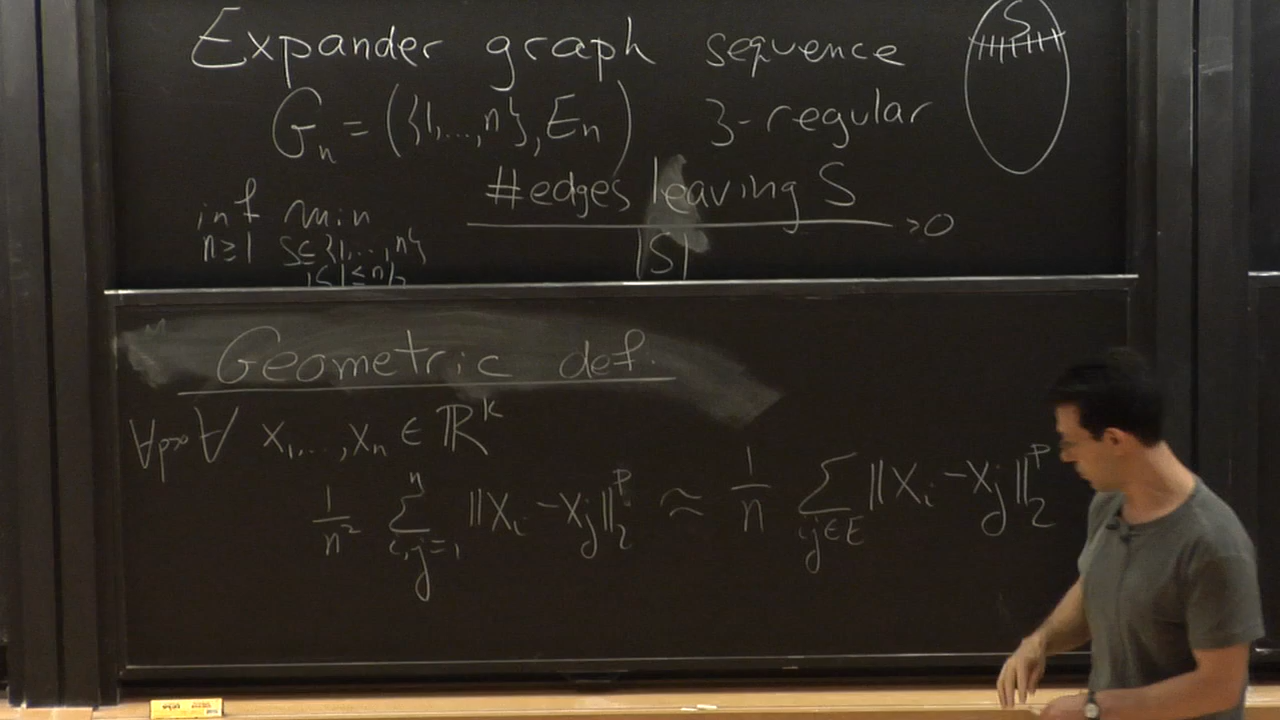 Expander graph sequence
S
G_n = ({1,...,n}, E_n) 3-regular
inf min #edges leaving S / |S| > 0
n≥1 S⊆{1,...,n}
|S|≤n/2
Geometric def.
∀p∞∀ x_1,...,x_n ∈ ℝ^k
1/n² Σ_{i,j=1}^n ||x_i - x_j||_2^p ≈ 1/n Σ_{ij∈E} ||x_i - x_j||_2^p